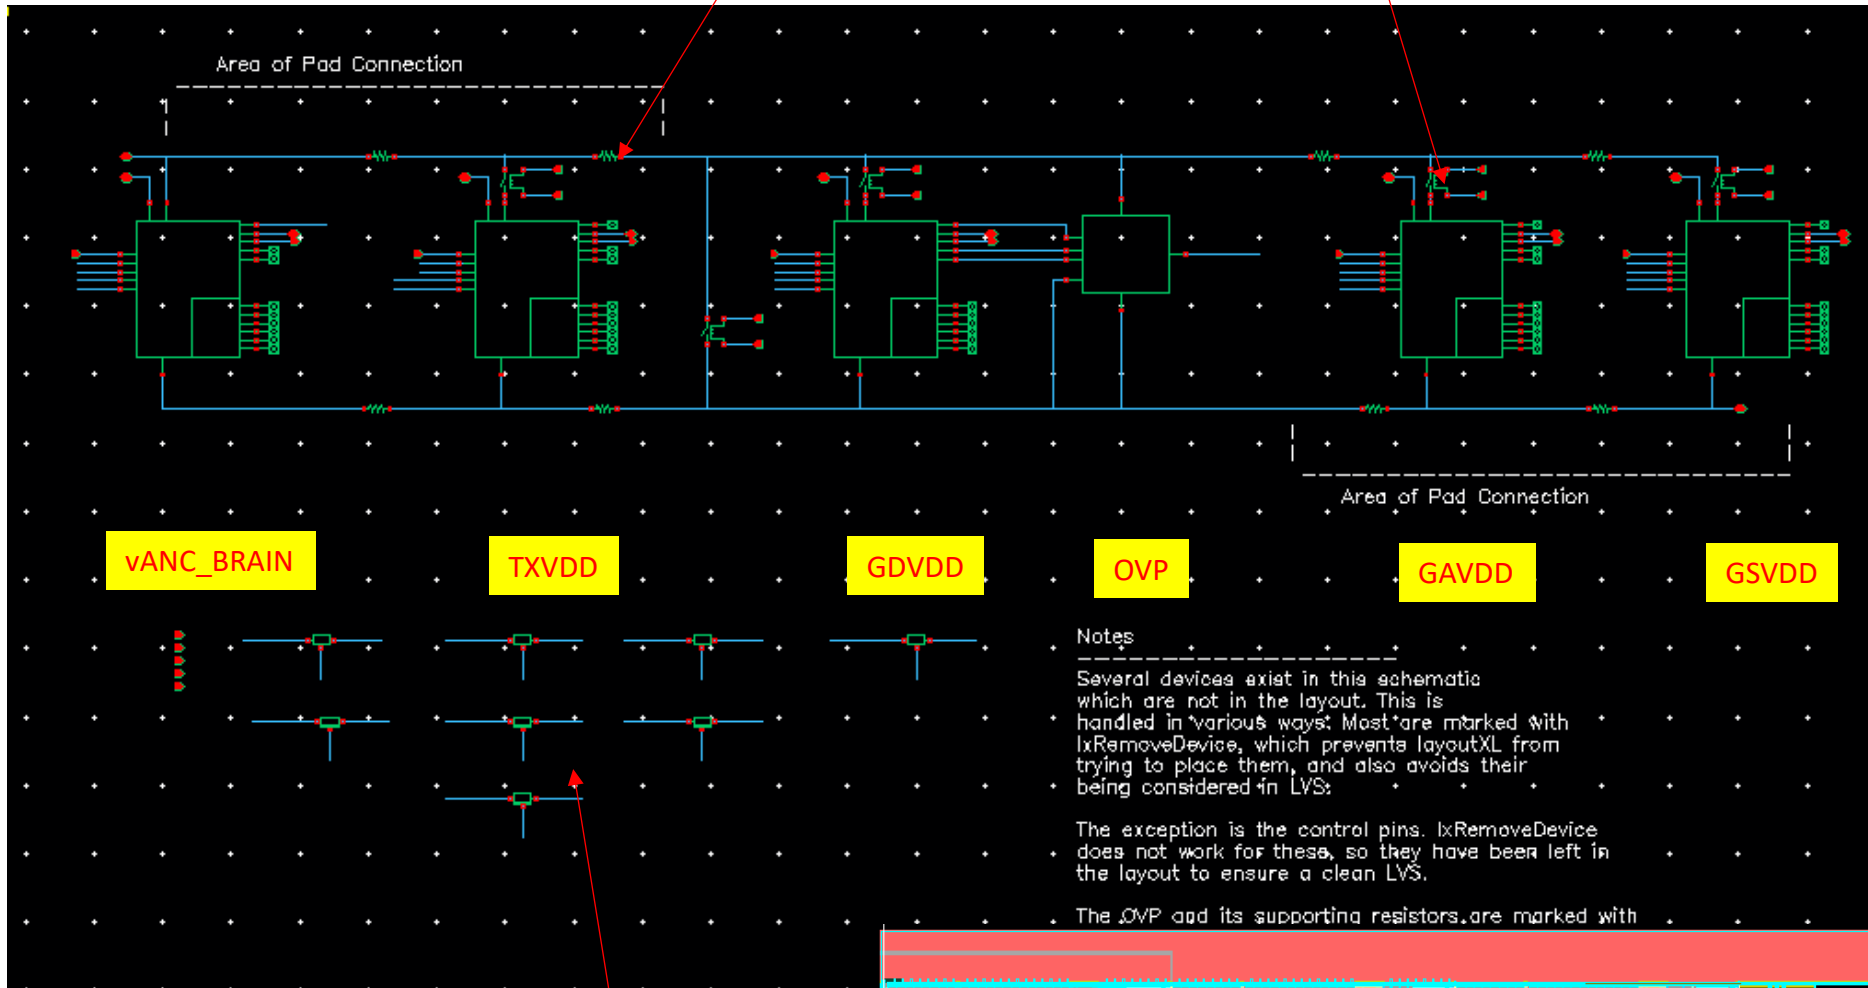 Area of Pad Connection
Area of Pad Connection
vANC_BRAIN
TXVDD
GDVDD
OVP
GAVDD
GSVDD
Notes
Several devices exist in this schematic
which are not in the layout. This is
handled in various ways. Most are marked with
lxRemoveDevice, which prevents layoutXL from
trying to place them, and also avoids their
being considered in LVS.
The exception is the control pins. lxRemoveDevice
does not work for these, so they have been left in
the layout to ensure a clean LVS.
The OVP and its supporting resistors are marked with